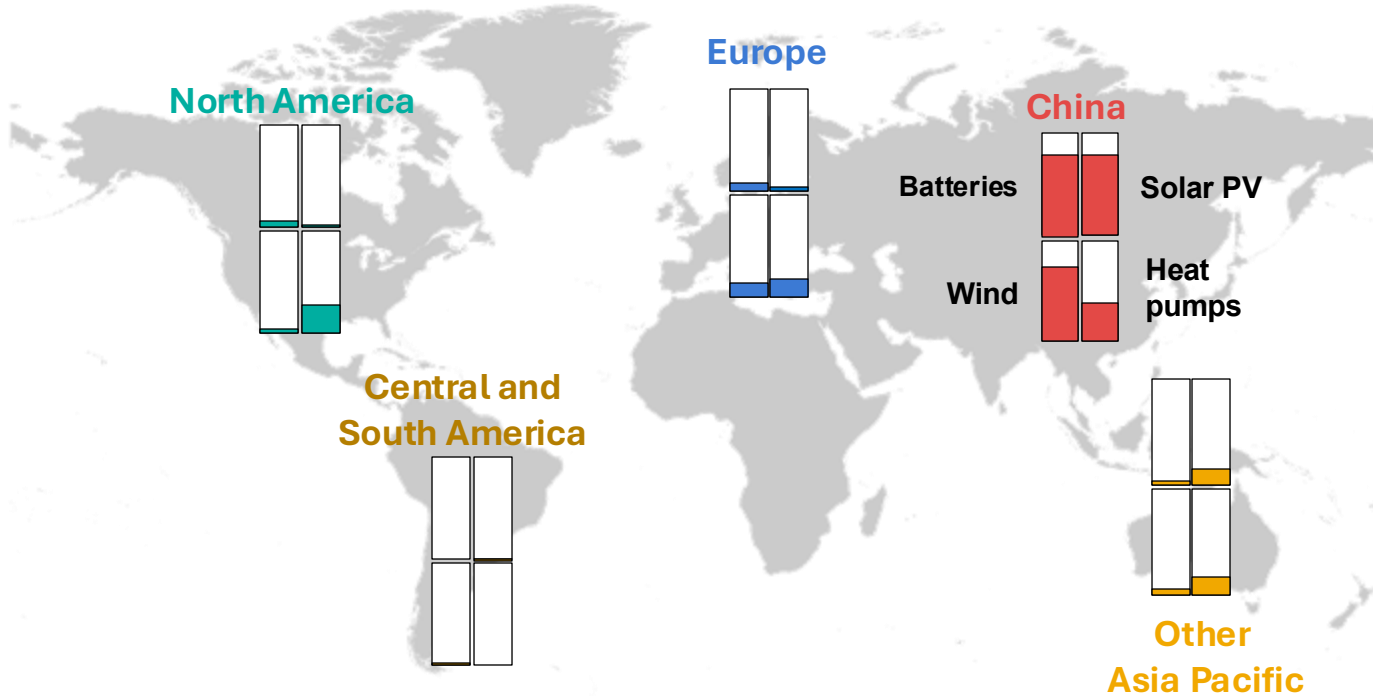 Europe
North America
China
Batteries
Solar PV
Wind
Heat
pumps
Central and
South America
Other
Asia Pacific